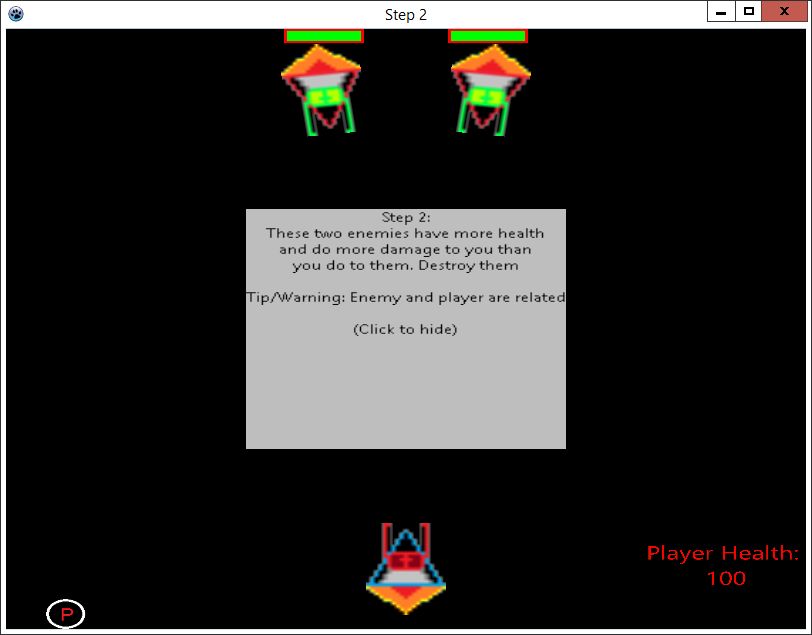 Step 2
Step 2:
These two enemies have more health
and do more damage to you than
you do to them. Destroy them
Tip/Warning: Enemy and player are related
(Click to hide)
Player Health:
100
P